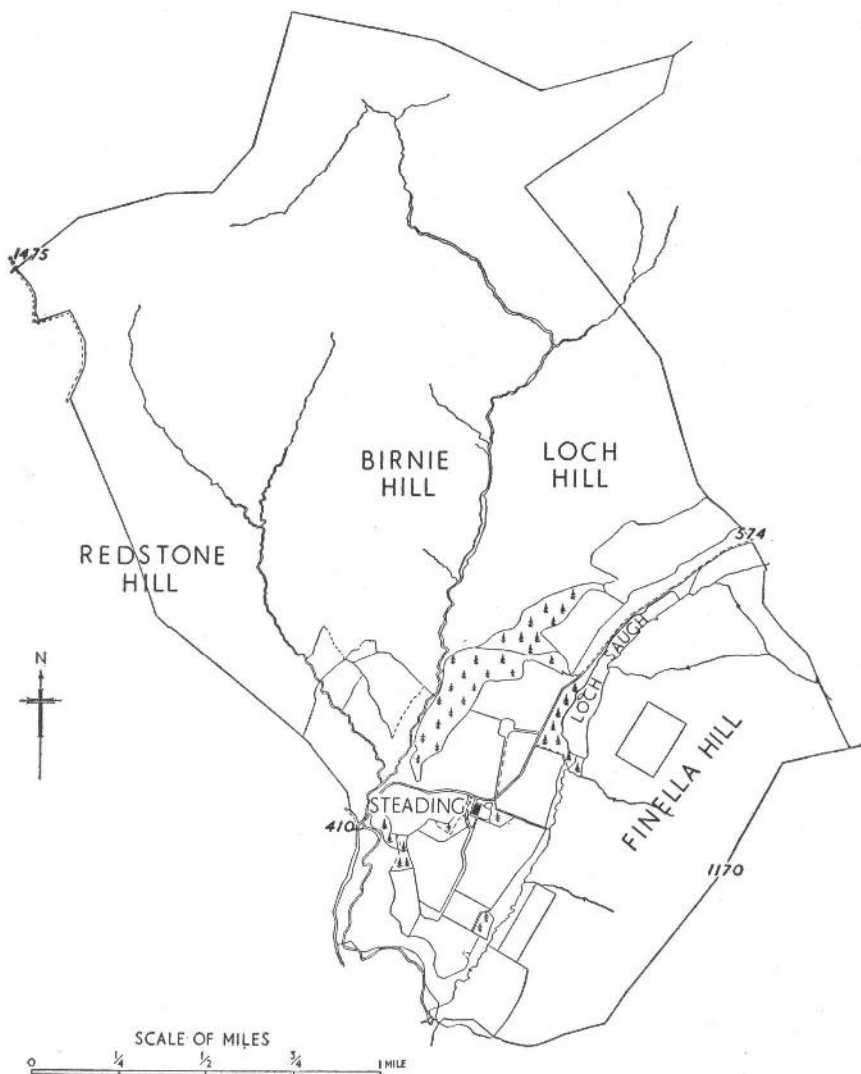 1475
BIRNIE
HILL
LOCH
HILL
574
REDSTONE
HILL
LOCH TAUGH
N
FINELLA HILL
STEADING
410
1170
SCALE OF MILES
0 1/4 1/2 3/4 1 MILE